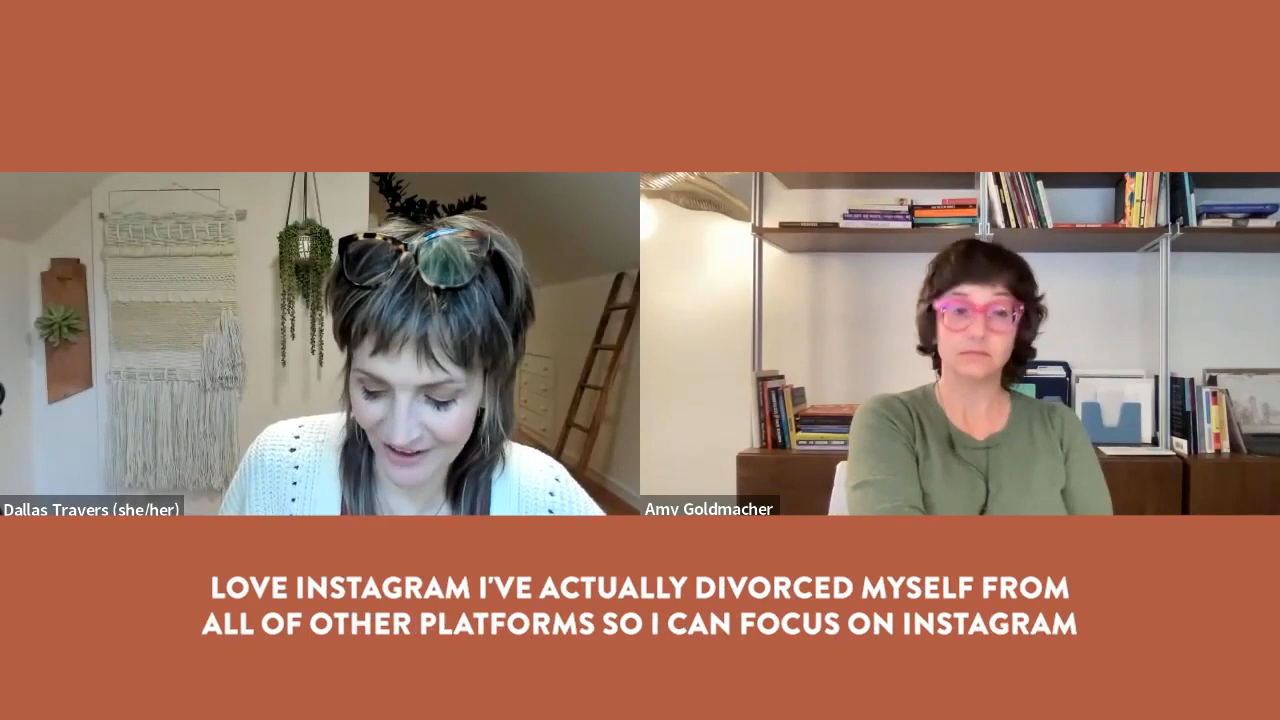 Dallas Travers (she/her)
Amy Goldmacher
LOVE INSTAGRAM I'VE ACTUALLY DIVORCED MYSELF FROM
ALL OF OTHER PLATFORMS SO I CAN FOCUS ON INSTAGRAM